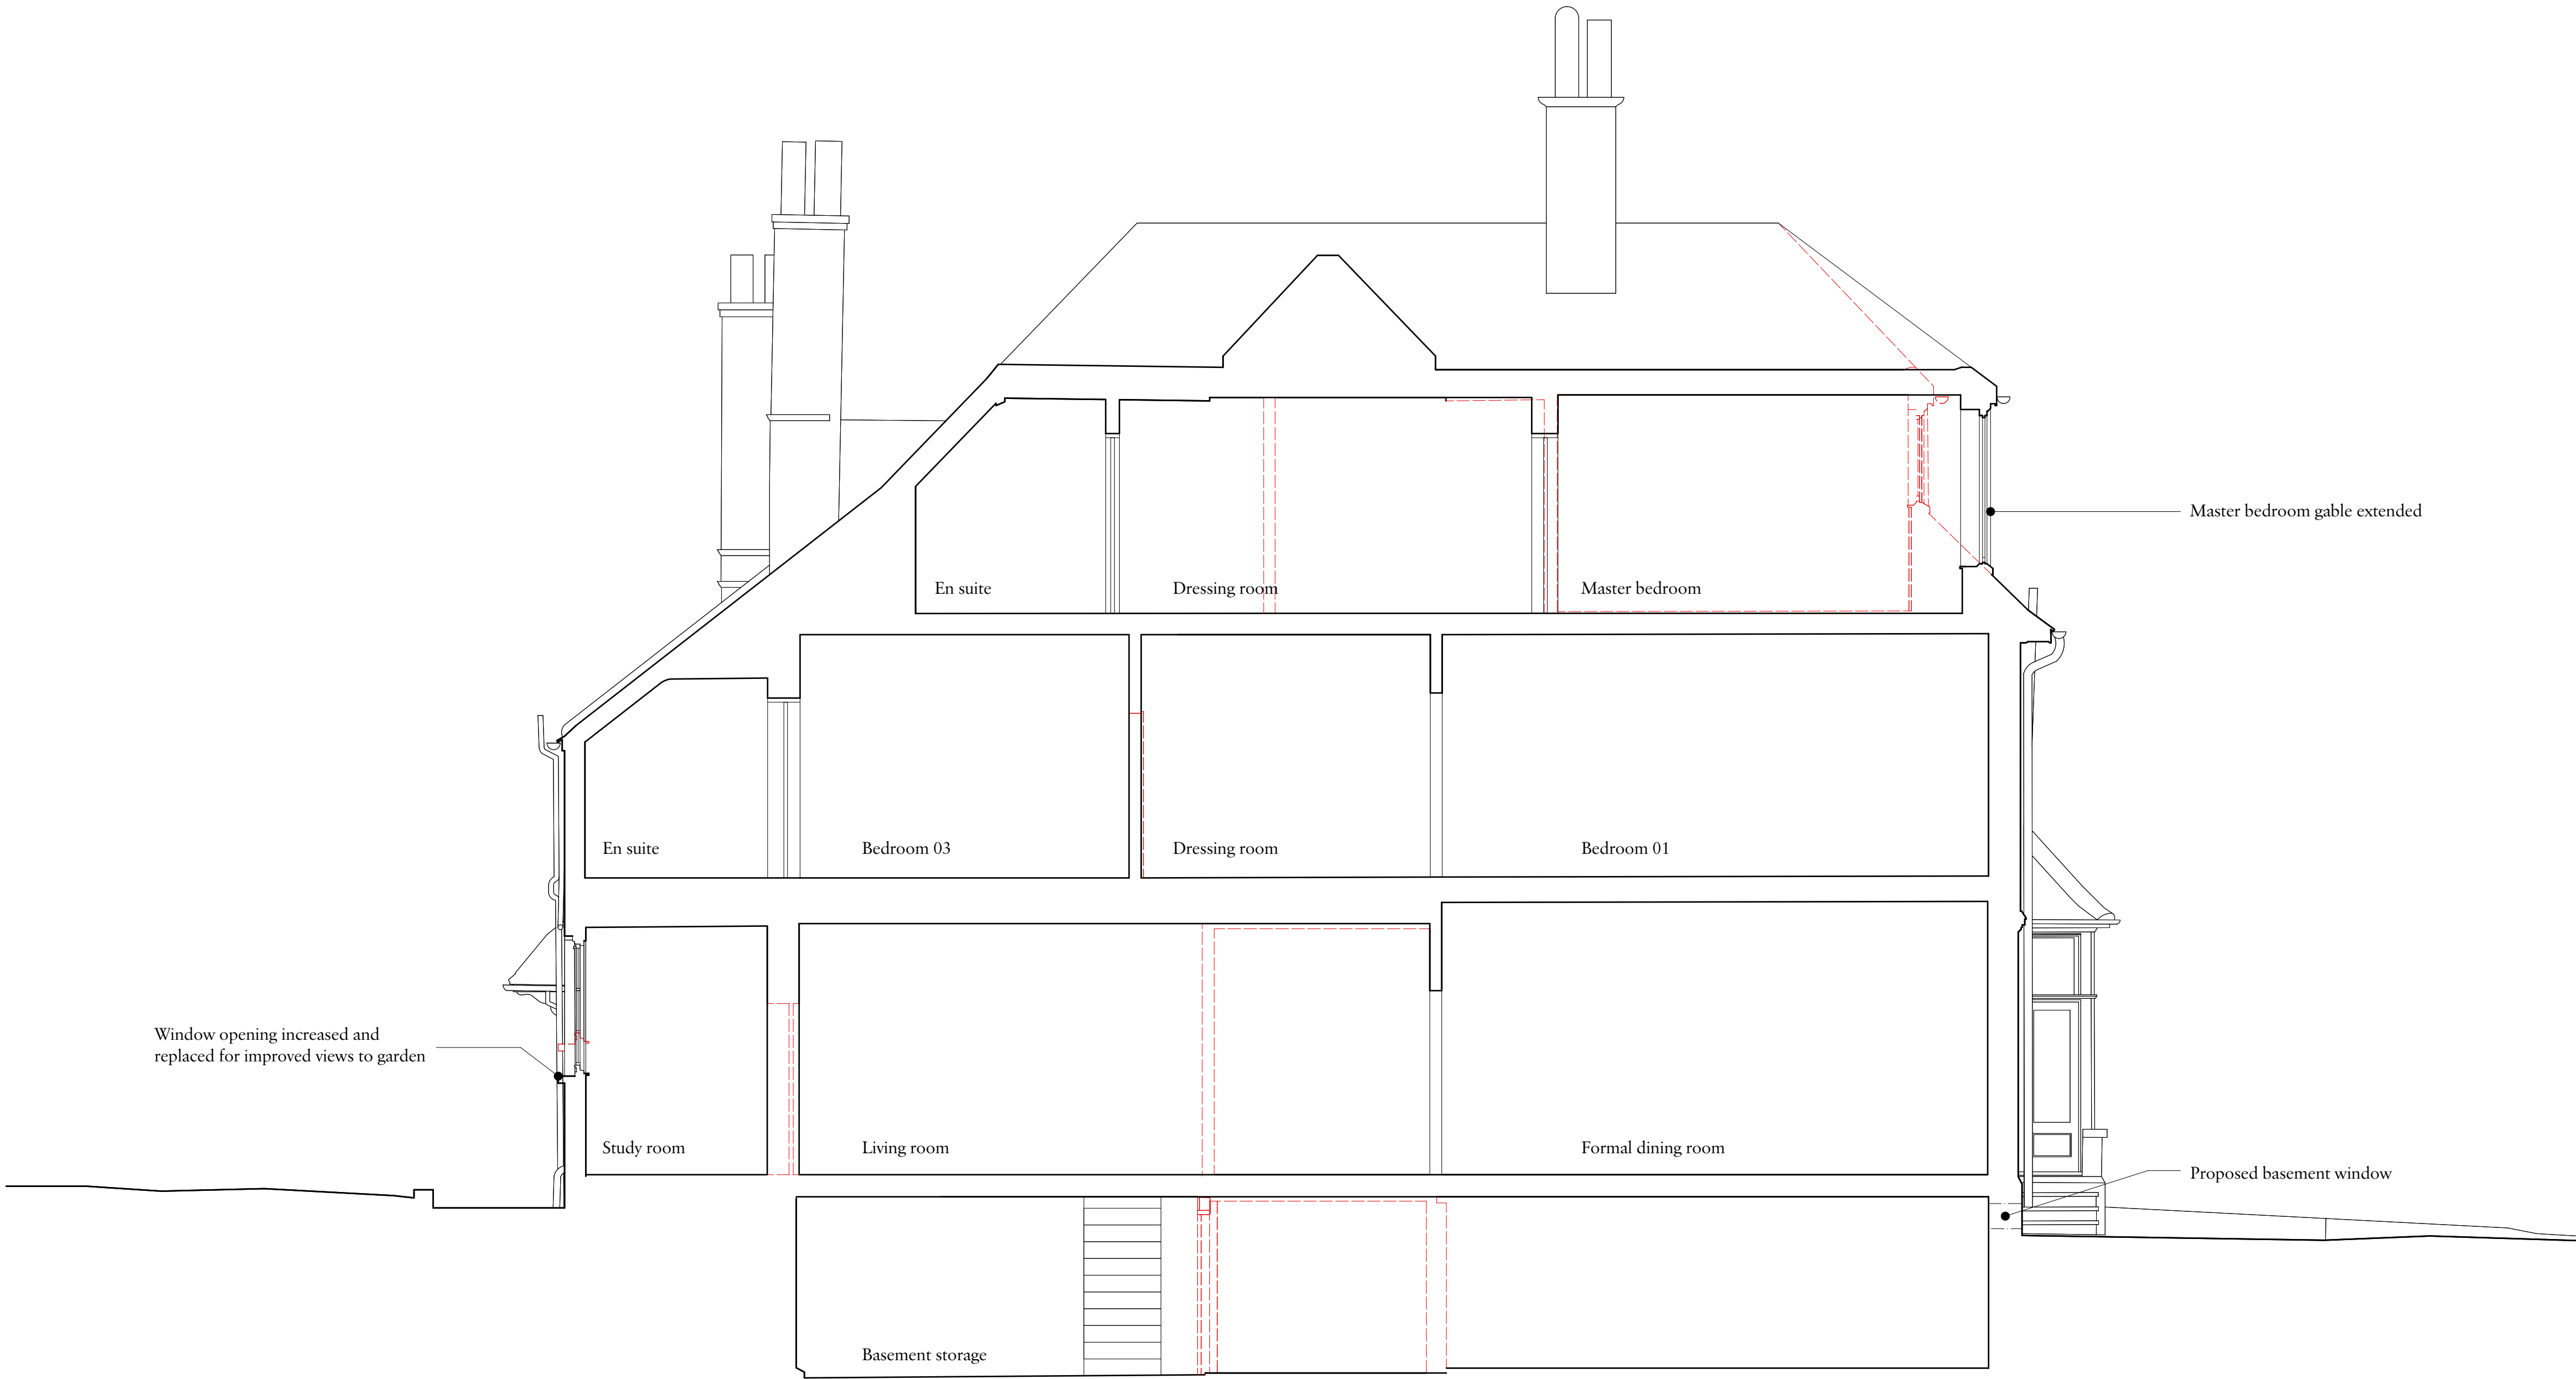 Master bedroom gable extended
En suite
Dressing room
Master bedroom
En suite
Bedroom 03
Dressing room
Bedroom 01
Window opening increased and
replaced for improved views to garden
Study room
Living room
Formal dining room
Proposed basement window
Basement storage